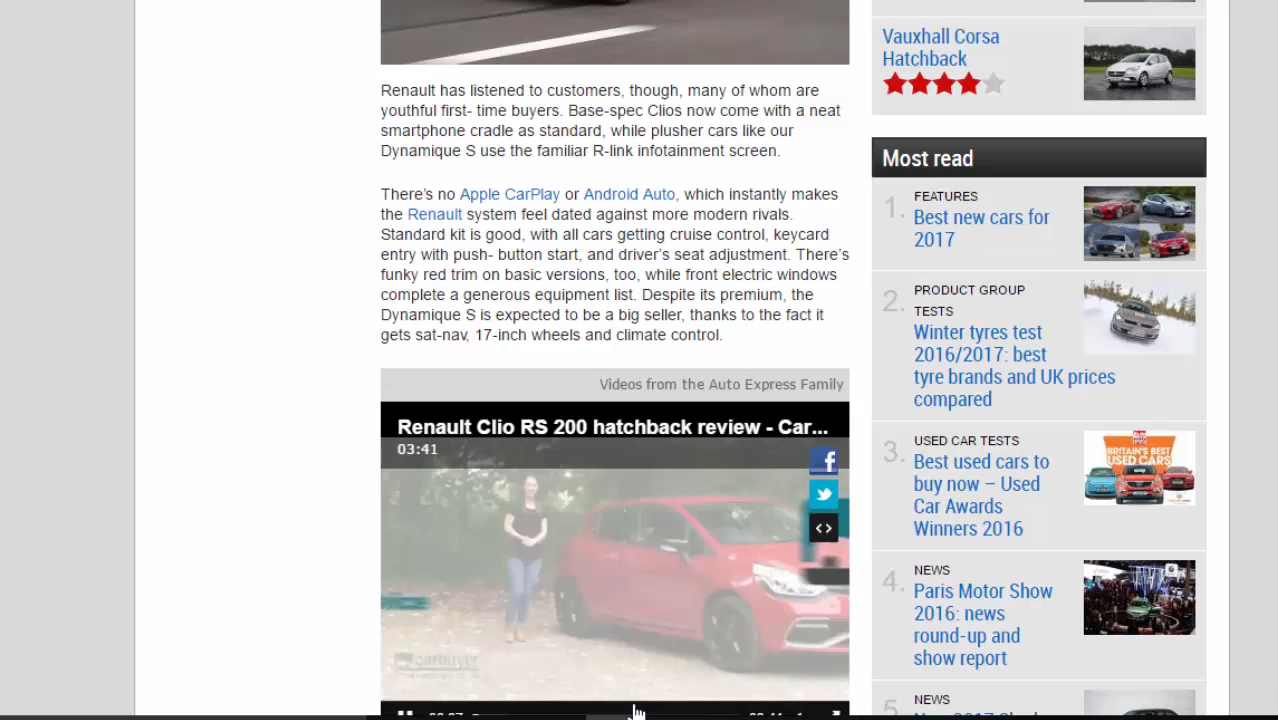 Renault has listened to customers, though, many of whom are
youthful first- time buyers. Base-spec Clios now come with a neat
smartphone cradle as standard, while plusher cars like our
Dynamique S use the familiar R-link infotainment screen.
There's no Apple CarPlay or Android Auto, which instantly makes
the Renault system feel dated against more modern rivals.
Standard kit is good, with all cars getting cruise control, keycard
entry with push- button start, and driver's seat adjustment. There's
funky red trim on basic versions, too, while front electric windows
complete a generous equipment list. Despite its premium, the
Dynamique S is expected to be a big seller, thanks to the fact it
gets sat-nav, 17-inch wheels and climate control.
Videos from the Auto Express Family
Renault Clio RS 200 hatchback review - Car...
03:41
carbuyer
Vauxhall Corsa
Hatchback
Most read
1.
FEATURES
Best new cars for
2017
2.
PRODUCT GROUP
TESTS
Winter tyres test
2016/2017: best
tyre brands and UK prices
compared
3.
USED CAR TESTS
Best used cars to
buy now – Used
Car Awards
Winners 2016
BRITAIN'S BEST
USED CARS
4.
NEWS
Paris Motor Show
2016: news
round-up and
show report
5.
NEWS